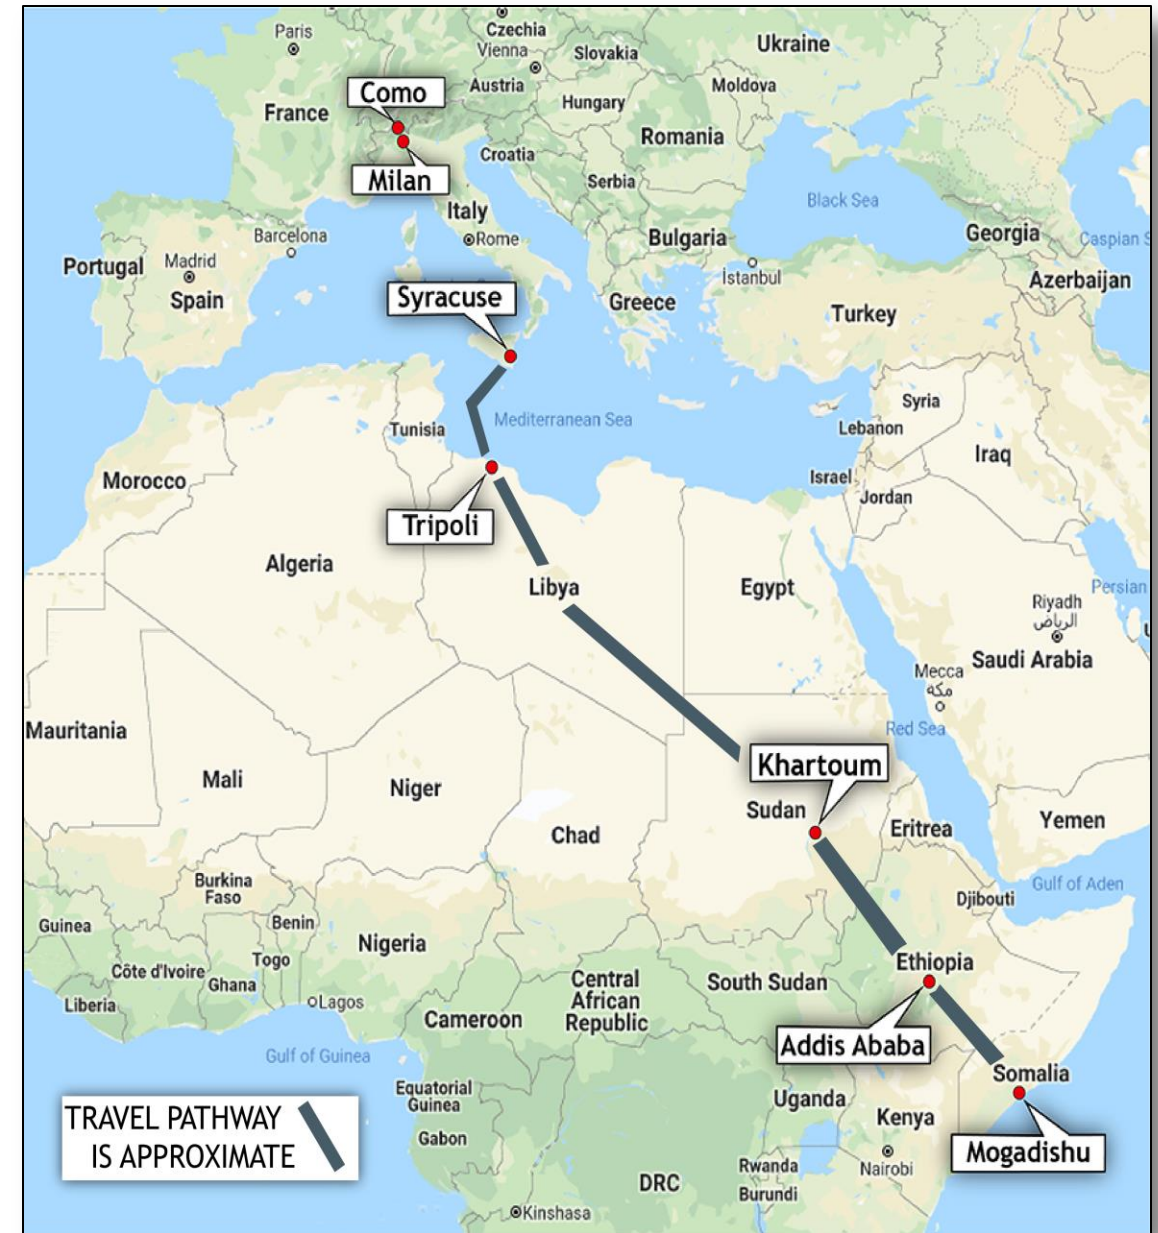 Paris
Czechia
Vienna
Slovakia
Ukraine
Como
Austria
Moldova
France
Hungary
Romania
Milan
Croatia
Serbia
Italy
Black Sea
Barcelona
Rome
Bulgaria
Georgia
Caspian S
Portugal
Madrid
Spain
İstanbul
Azerbaijan
Syracuse
Greece
Turkey
Syria
Tunisia
Mediterranean Sea
Lebanon
Iraq
Morocco
Israel
Jordan
Tripoli
Algeria
Libya
Egypt
Persian
Riyadh
الرياض
Saudi Arabia
Mecca
مكة
Mauritania
Red Sea
Khartoum
Mali
Niger
Sudan
Chad
Eritrea
Yemen
Burkina
Faso
Gulf of Aden
Djibouti
Guinea
Benin
Nigeria
Togo
Ethiopia
Côte d'Ivoire
Ghana
Central
African
Republic
South Sudan
Liberia
Lagos
Cameroon
Addis Ababa
Gulf of Guinea
Somalia
Equatorial
Guinea
Uganda
Kenya
TRAVEL PATHWAY
IS APPROXIMATE
Gabon
Mogadishu
Rwanda
Nairobi
DRC
Burundi
Kinshasa